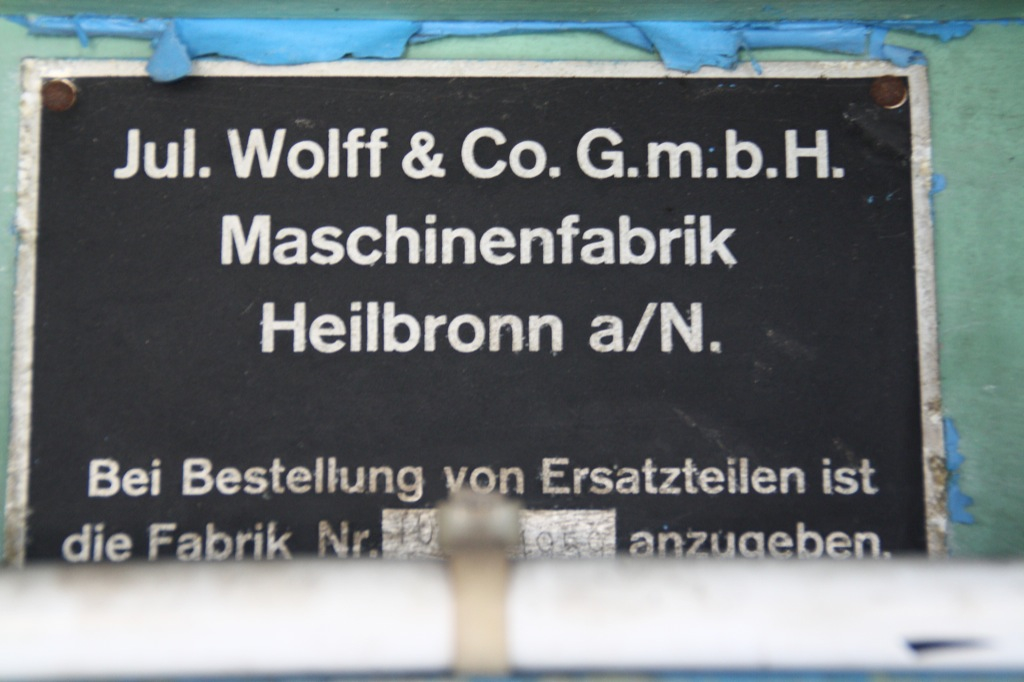 Jul. Wolff & Co. G.m.b.H.
Maschinenfabrik
Heilbronn a/N.
Bei Bestellung von Ersatzteilen ist
die Fabrik Nr. anzugeben.